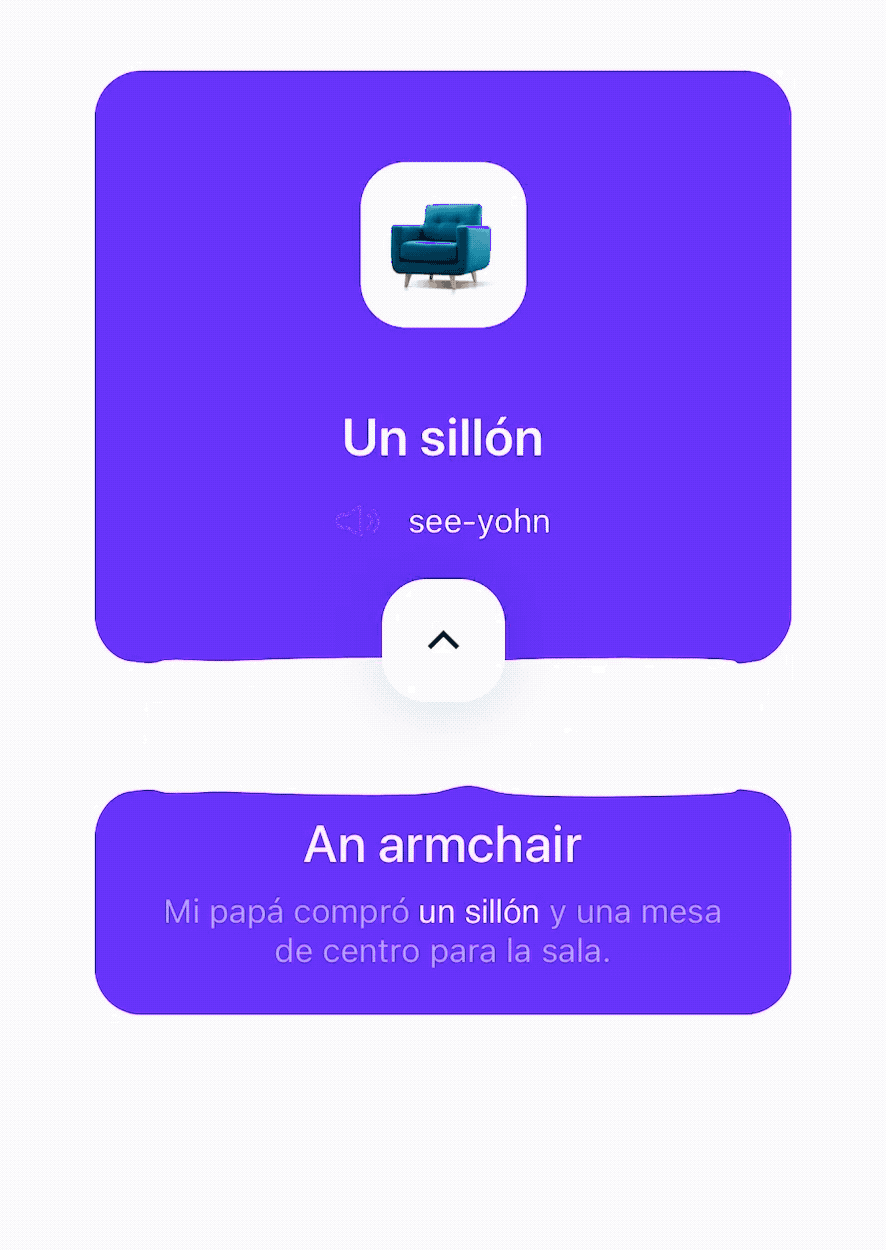 Un sillón
see-yohn
An armchair
Mi papá compró un sillón y una mesa
de centro para la sala.